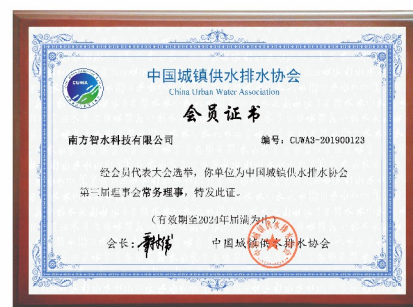 中国城镇供水排水协会
China Urban Water Association
会员证书
南方智水科技有限公司 编号：CUWA3-201900123
经会员代表大会选举，你单位为中国城镇供水排水协会
第三届理事会常务理事，特发此证。
（有效期至2024年届满为止）
会长： 中国城镇供水排水协会